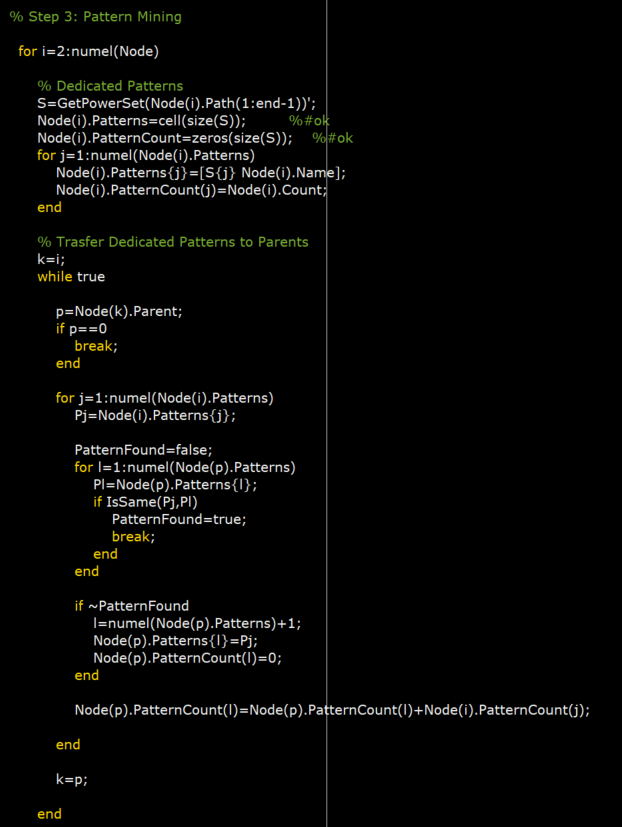 % Step 3: Pattern Mining
for i=2:numel(Node)
% Dedicated Patterns
S=GetPowerSet(Node(i).Path(1:end-1))';
Node(i).Patterns=cell(size(S)); %#ok
Node(i).PatternCount=zeros(size(S)); %#ok
for j=1:numel(Node(i).Patterns)
Node(i).Patterns{j}=[S{j} Node(i).Name];
Node(i).PatternCount(j)=Node(i).Count;
end
% Trasfer Dedicated Patterns to Parents
k=i;
while true
p=Node(k).Parent;
if p==0
break;
end
for j=1:numel(Node(i).Patterns)
Pj=Node(i).Patterns{j};
PatternFound=false;
for l=1:numel(Node(p).Patterns)
Pl=Node(p).Patterns{l};
if IsSame(Pj,Pl)
PatternFound=true;
break;
end
end
if ~PatternFound
l=numel(Node(p).Patterns)+1;
Node(p).Patterns{l}=Pj;
Node(p).PatternCount(l)=0;
end
Node(p).PatternCount(l)=Node(p).PatternCount(l)+Node(i).PatternCount(j);
end
k=p;
end